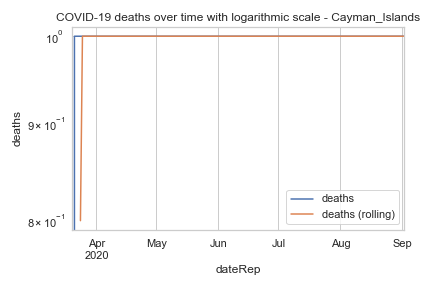 COVID-19 deaths over time with logarithmic scale - Cayman_Islands
10⁰
9 × 10⁻¹
8 × 10⁻¹
deaths
deaths
deaths (rolling)
Apr May Jun Jul Aug Sep
2020
dateRep